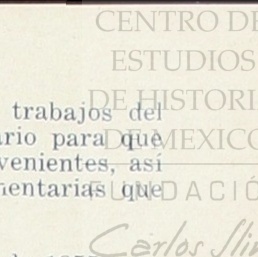 CENTRO DE
ESTUDIOS
DE HISTORI
DE MEXICO
FUNDACIÓ
Carlos Slim
trabajos del
ario para que
venientes, así
mentarias que